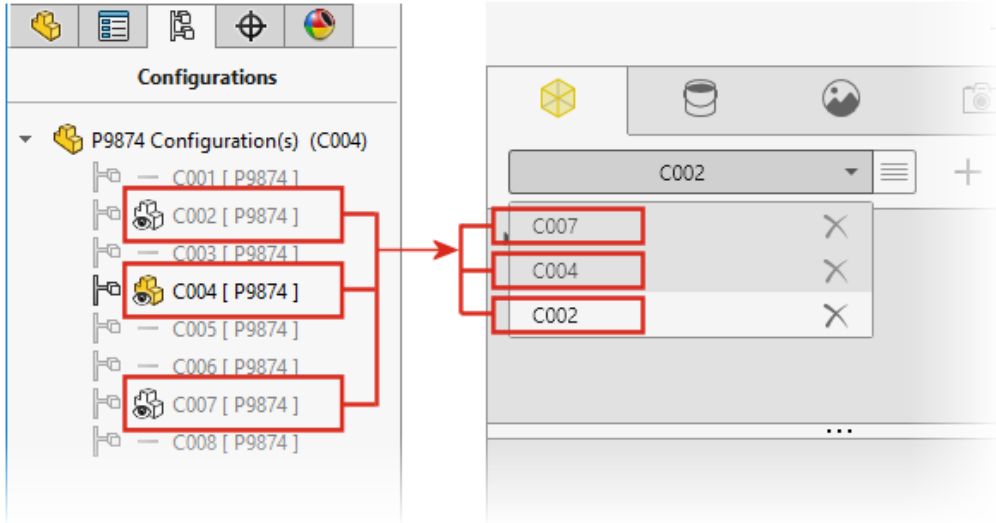 Configurations
P9874 Configuration(s) (C004)
C001 [ P9874 ]
C002 [ P9874 ]
C003 [ P9874 ]
C004 [ P9874 ]
C005 [ P9874 ]
C006 [ P9874 ]
C007 [ P9874 ]
C008 [ P9874 ]
C002
C007
C004
C002